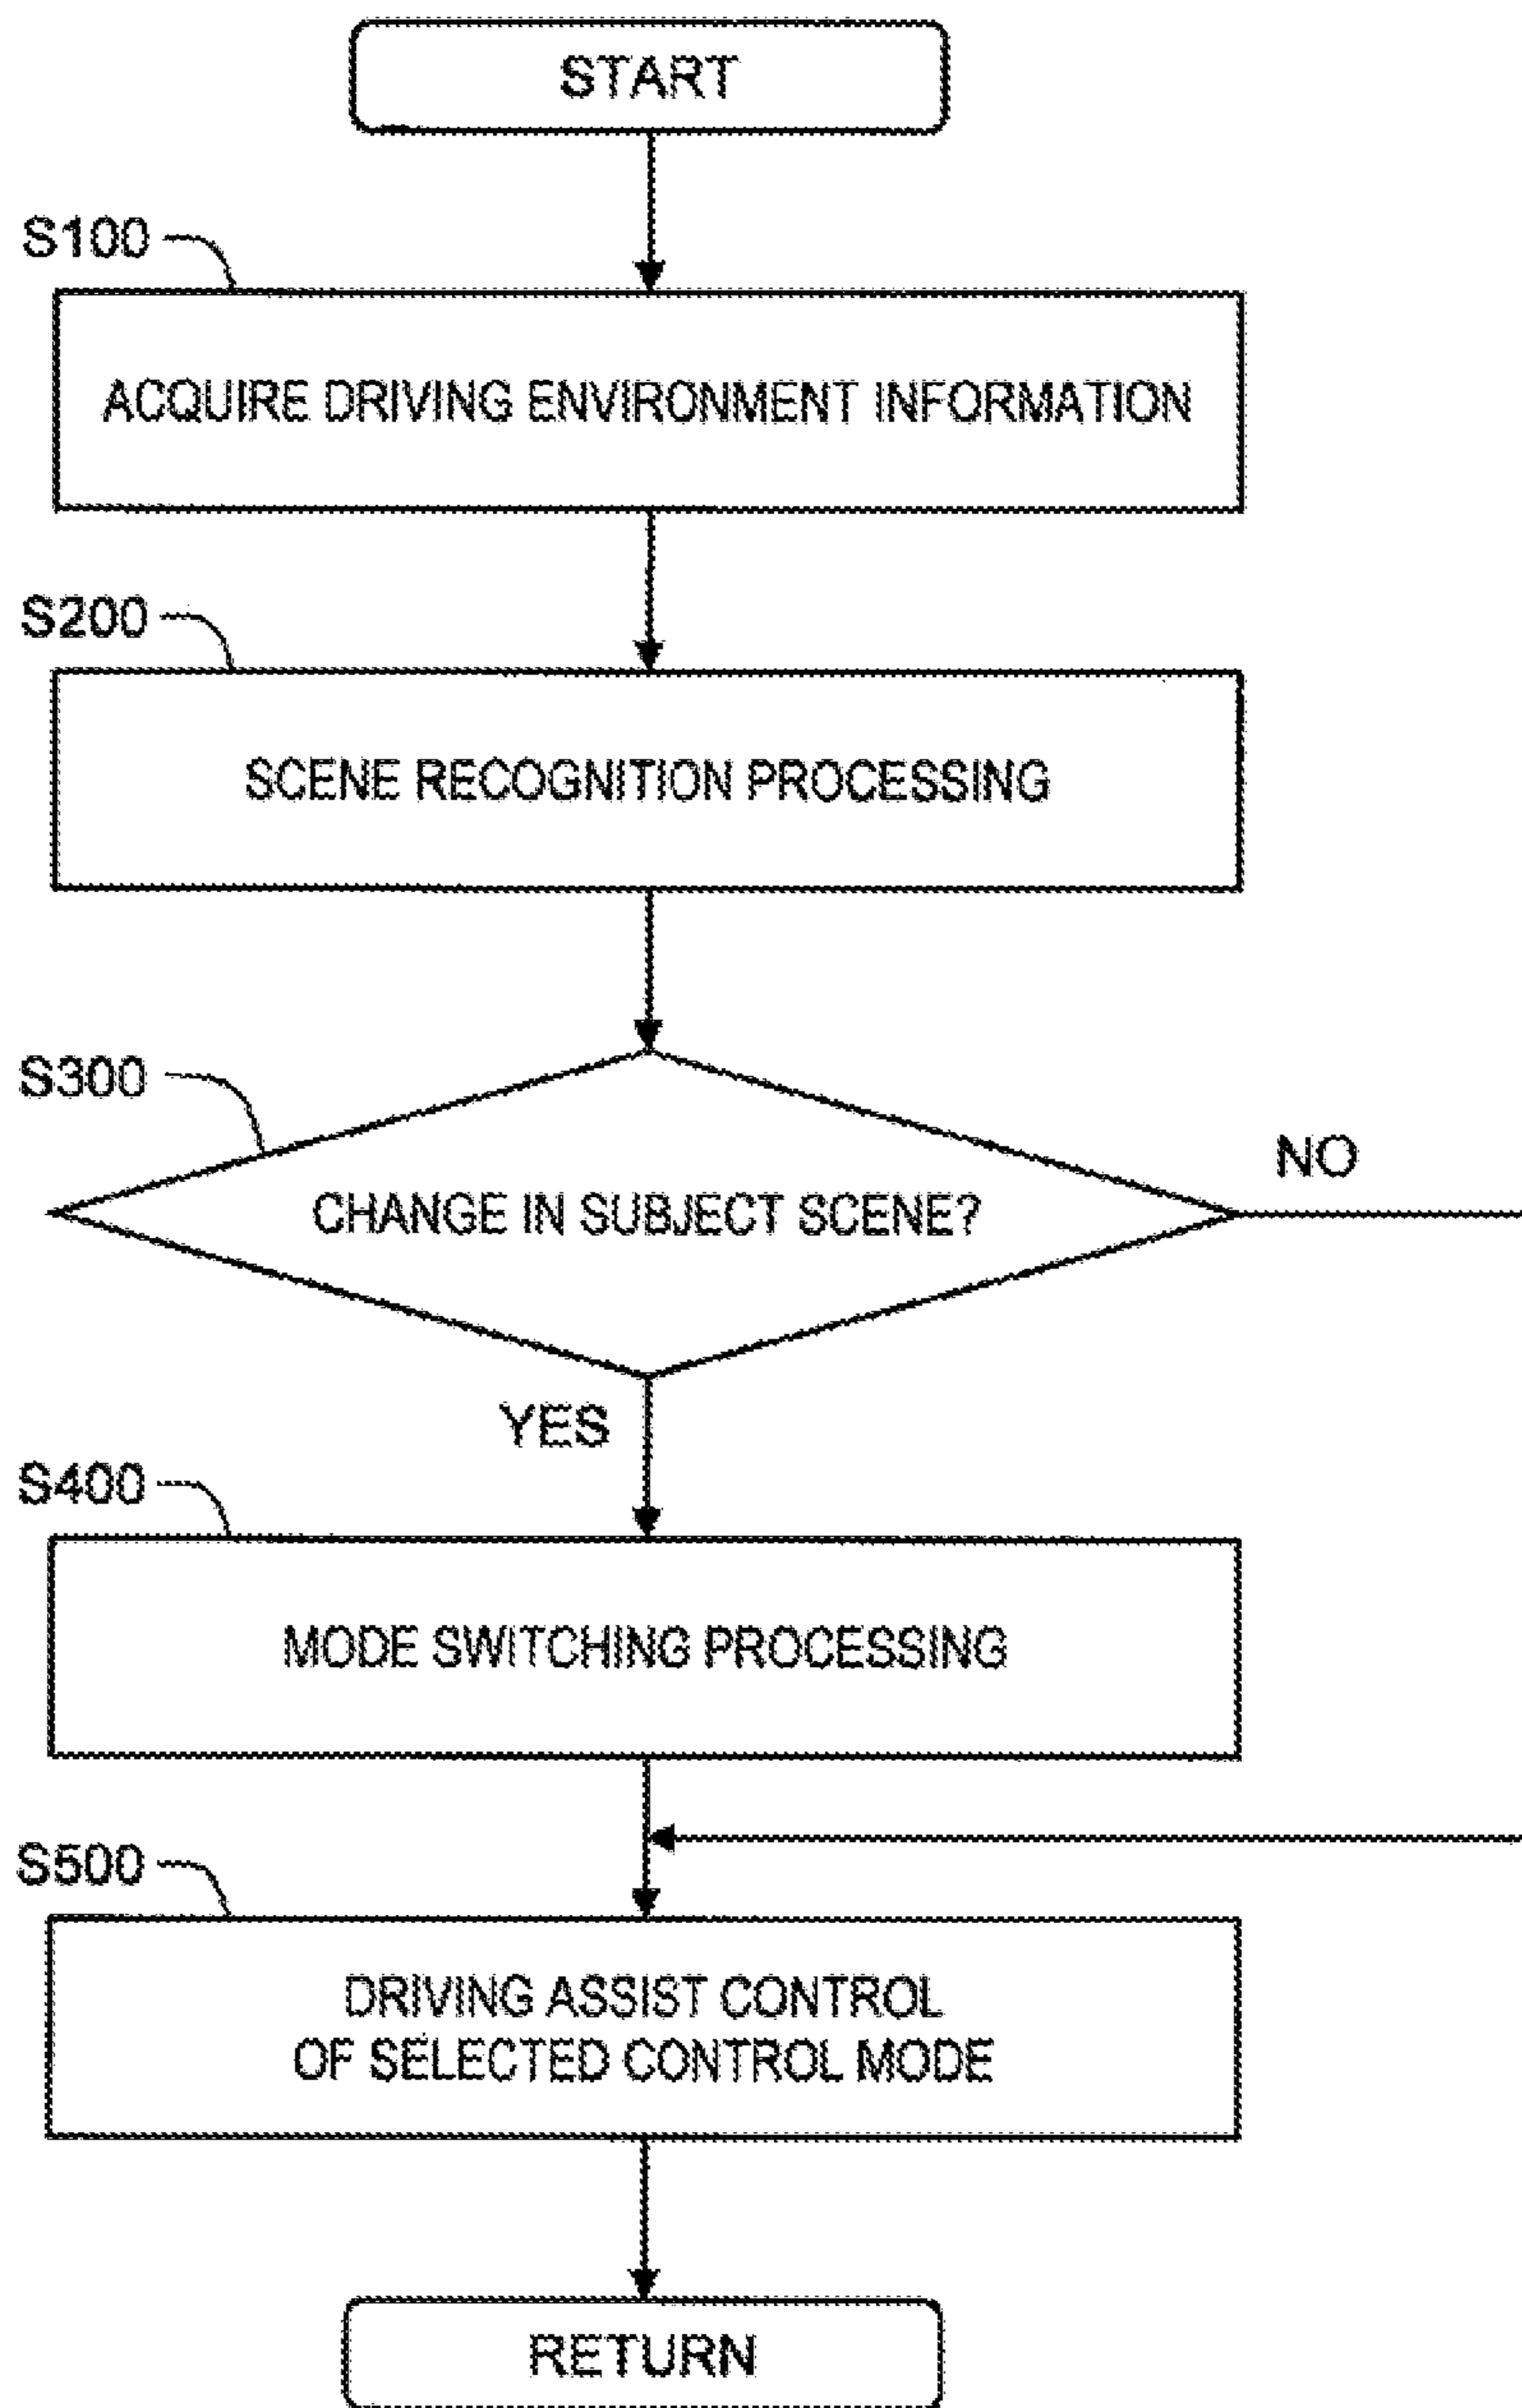 START
S100
ACQUIRE DRIVING ENVIRONMENT INFORMATION
S200
SCENE RECOGNITION PROCESSING
S300
CHANGE IN SUBJECT SCENE?
NO
YES
S400
MODE SWITCHING PROCESSING
S500
DRIVING ASSIST CONTROL
OF SELECTED CONTROL MODE
RETURN